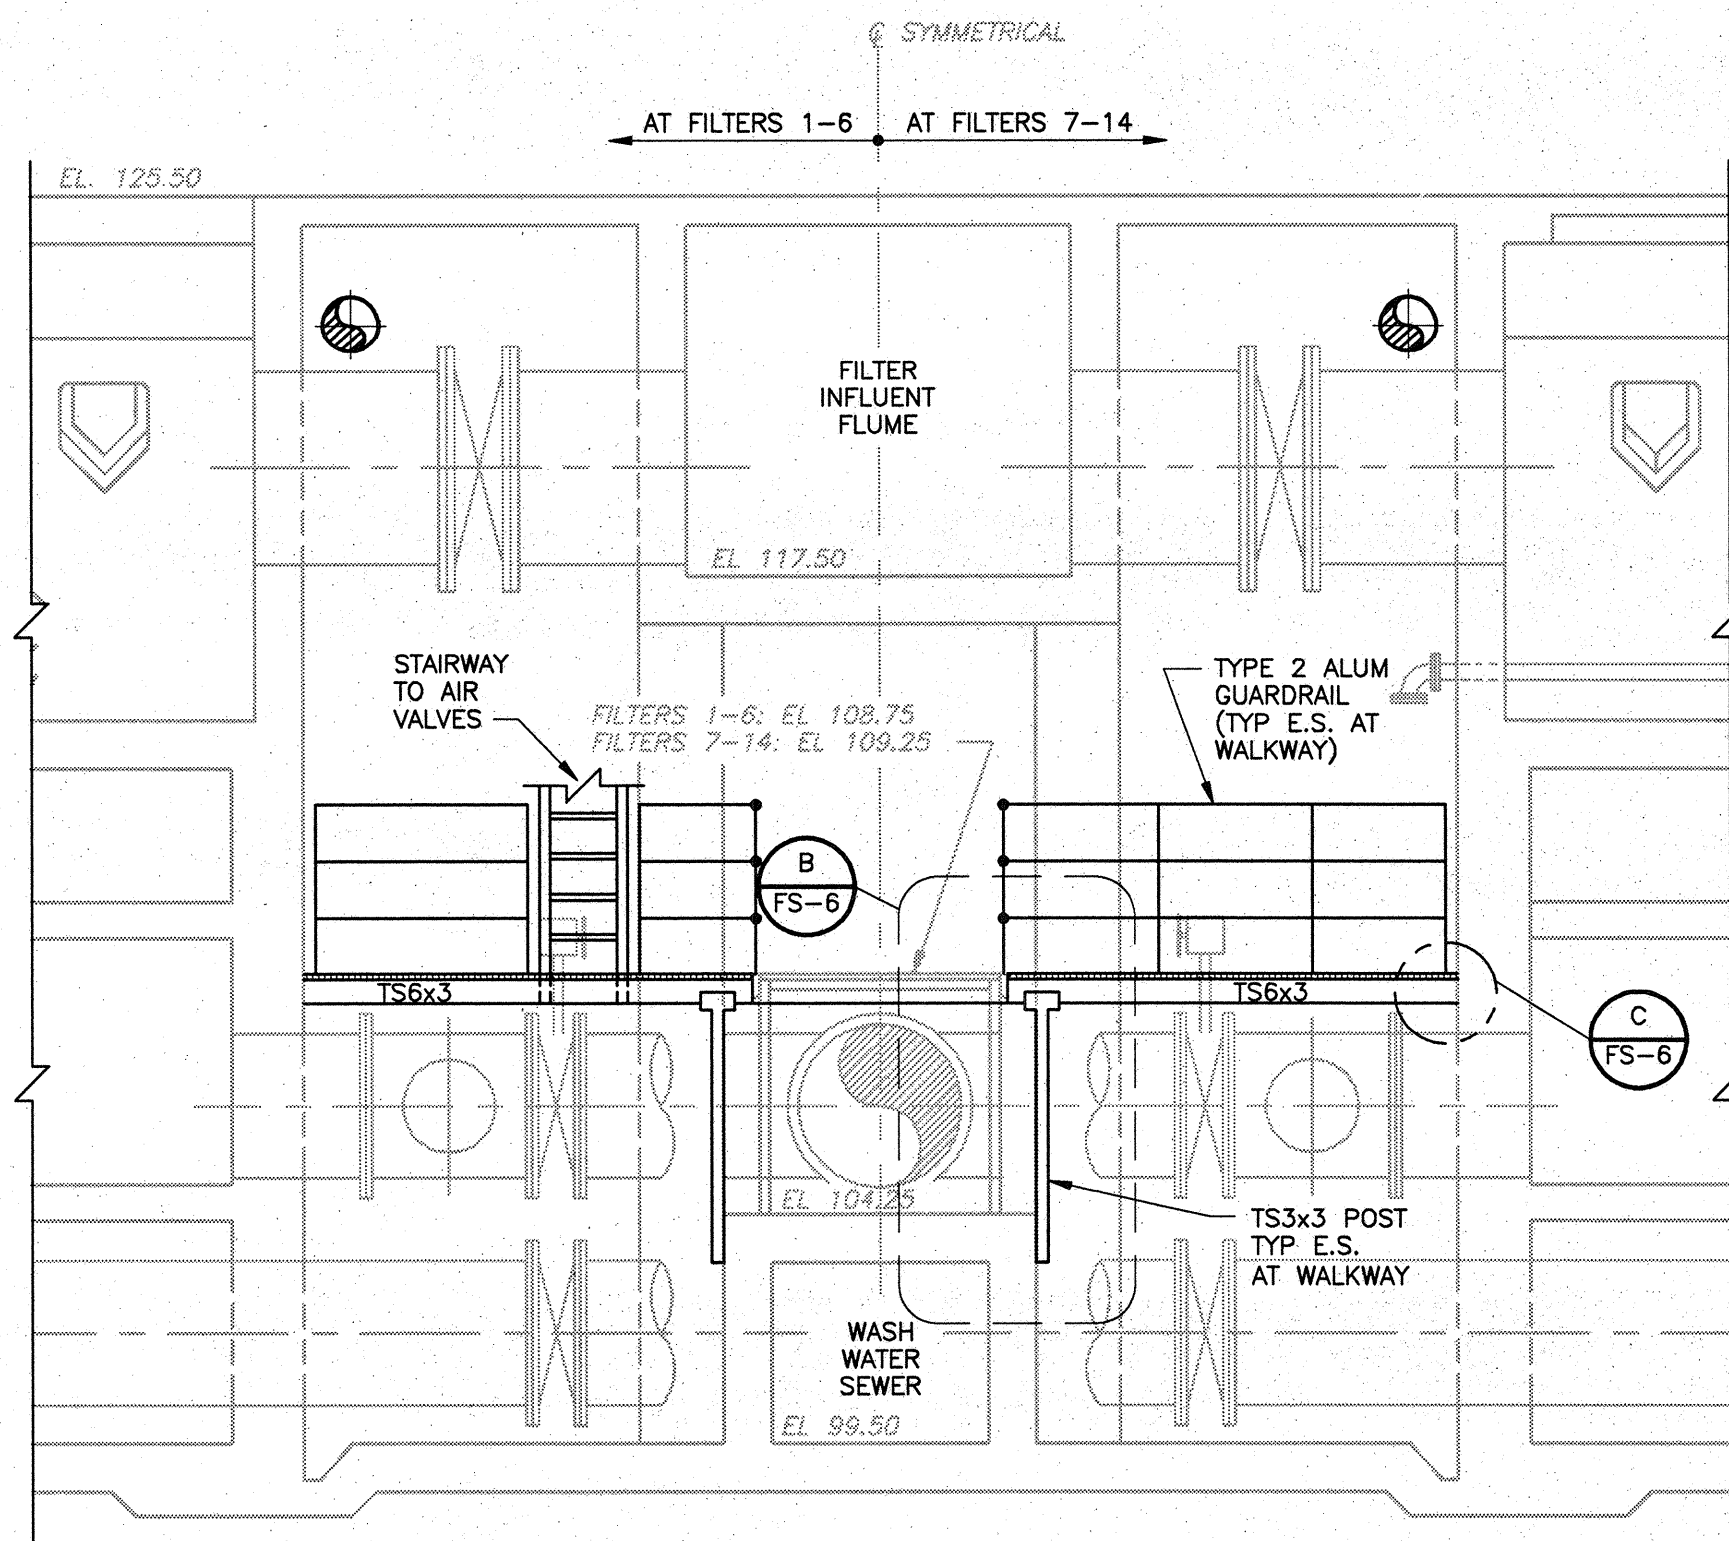 ℄ SYMMETRICAL
AT FILTERS 1-6
AT FILTERS 7-14
EL. 125.50
FILTER
INFLUENT
FLUME
EL 117.50
STAIRWAY
TO AIR
VALVES
FILTERS 1-6: EL 108.75
FILTERS 7-14: EL 109.25
TYPE 2 ALUM
GUARDRAIL
(TYP E.S. AT
WALKWAY)
B
FS-6
TS6x3
TS6x3
C
FS-6
EL 104.25
TS3x3 POST
TYP E.S.
AT WALKWAY
WASH
WATER
SEWER
EL 99.50